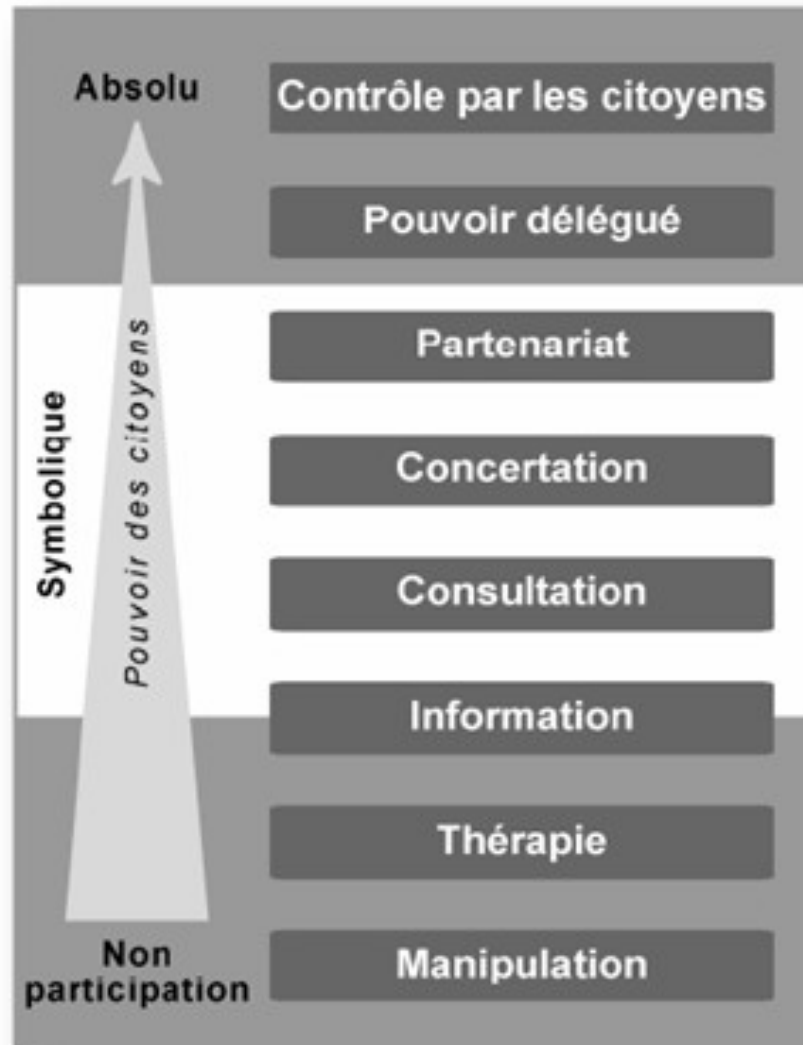 Absolu
Contrôle par les citoyens
Pouvoir délégué
Partenariat
Symbolique
Pouvoir des citoyens
Concertation
Consultation
Information
Thérapie
Non
participation
Manipulation